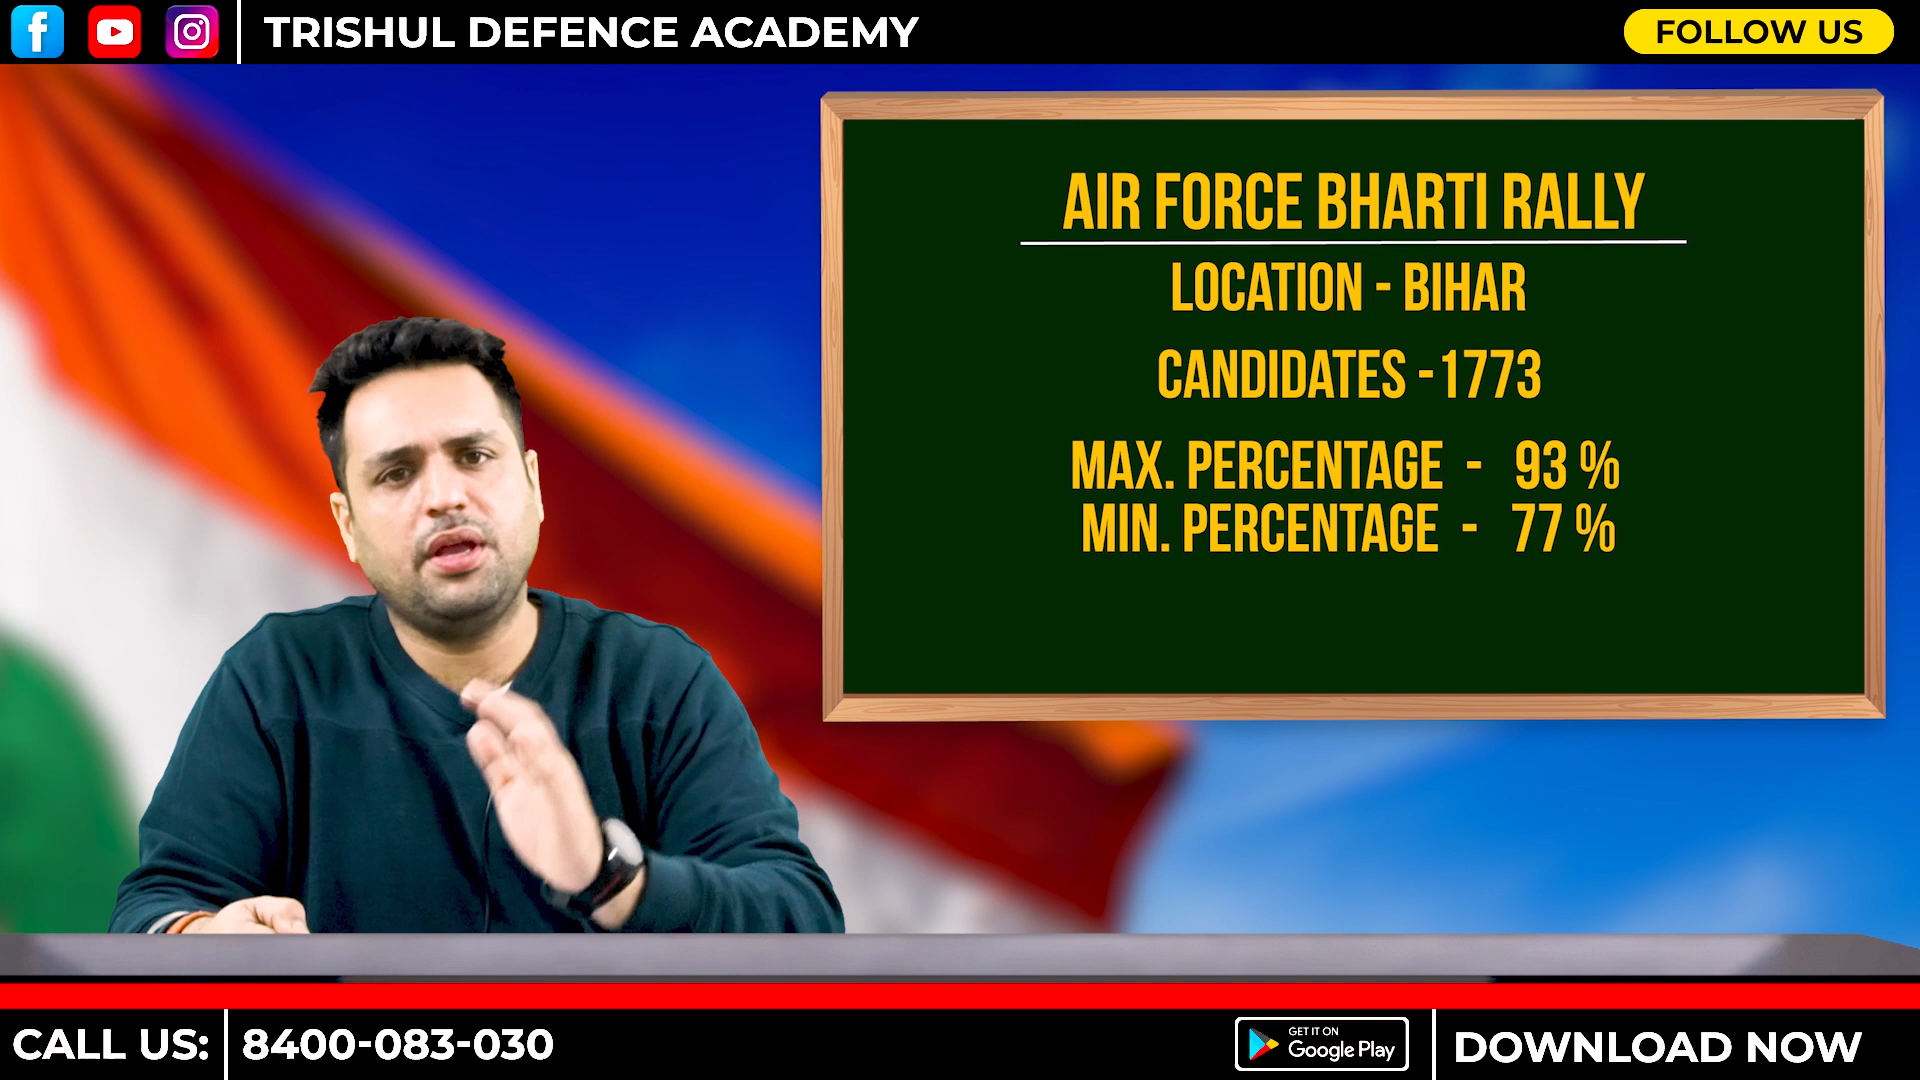 TRISHUL DEFENCE ACADEMY
FOLLOW US
AIR FORCE BHARTI RALLY
LOCATION - BIHAR
CANDIDATES -1773
MAX. PERCENTAGE - 93 %
MIN. PERCENTAGE - 77 %
CALL US: 8400-083-030
GET IT ON
Google Play
DOWNLOAD NOW